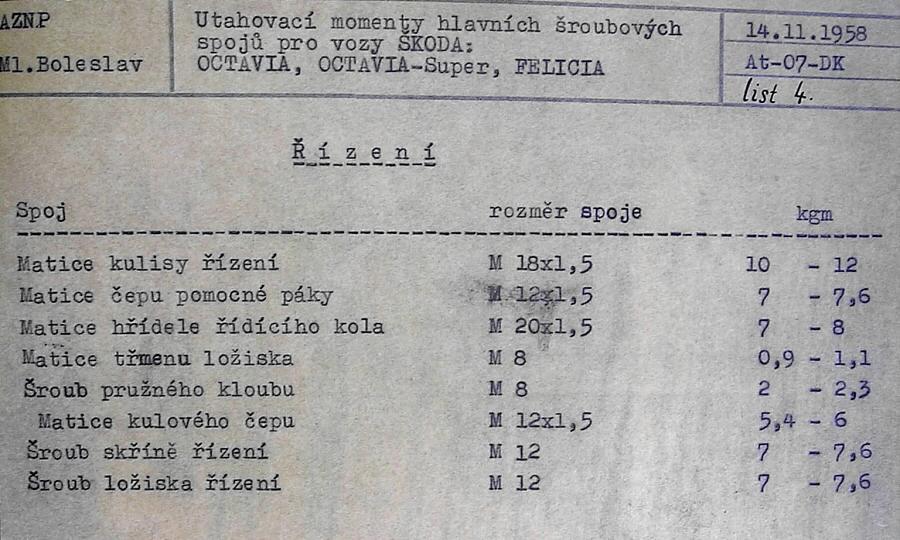 AZNP
Ml.Boleslav
Utahovací momenty hlavních šroubových
spojů pro vozy ŠKODA:
OCTAVIA, OCTAVIA-Super, FELICIA
14.11.1958
At-07-DK
list 4.
Řízení
Spoj rozměr spoje kgm
Matice kulisy řízení M 18x1,5 10 - 12
Matice čepu pomocné páky M 12x1,5 7 - 7,6
Matice hřídele řídícího kola M 20x1,5 7 - 8
Matice třmenu ložiska M 8 0,9 - 1,1
Šroub pružného kloubu M 8 2 - 2,3
Matice kulového čepu M 12x1,5 5,4 - 6
Šroub skříně řízení M 12 7 - 7,6
Šroub ložiska řízení M 12 7 - 7,6